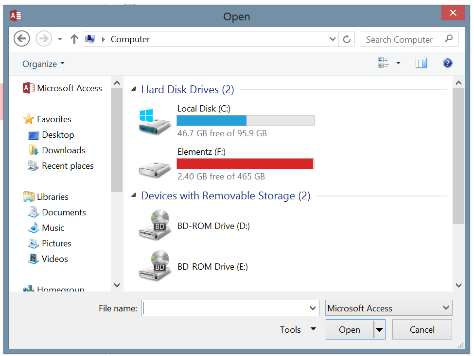 Open
Computer
Search Computer
Organize
Microsoft Access
Favorites
Desktop
Downloads
Recent places
Libraries
Documents
Music
Pictures
Videos
Homegroup
Hard Disk Drives (2)
Local Disk (C:)
46.7 GB free of 95.9 GB
Elementz (F:)
2.40 GB free of 465 GB
Devices with Removable Storage (2)
BD
BD-ROM Drive (D:)
BD
BD-ROM Drive (E:)
File name:
Microsoft Access
Tools
Open
Cancel